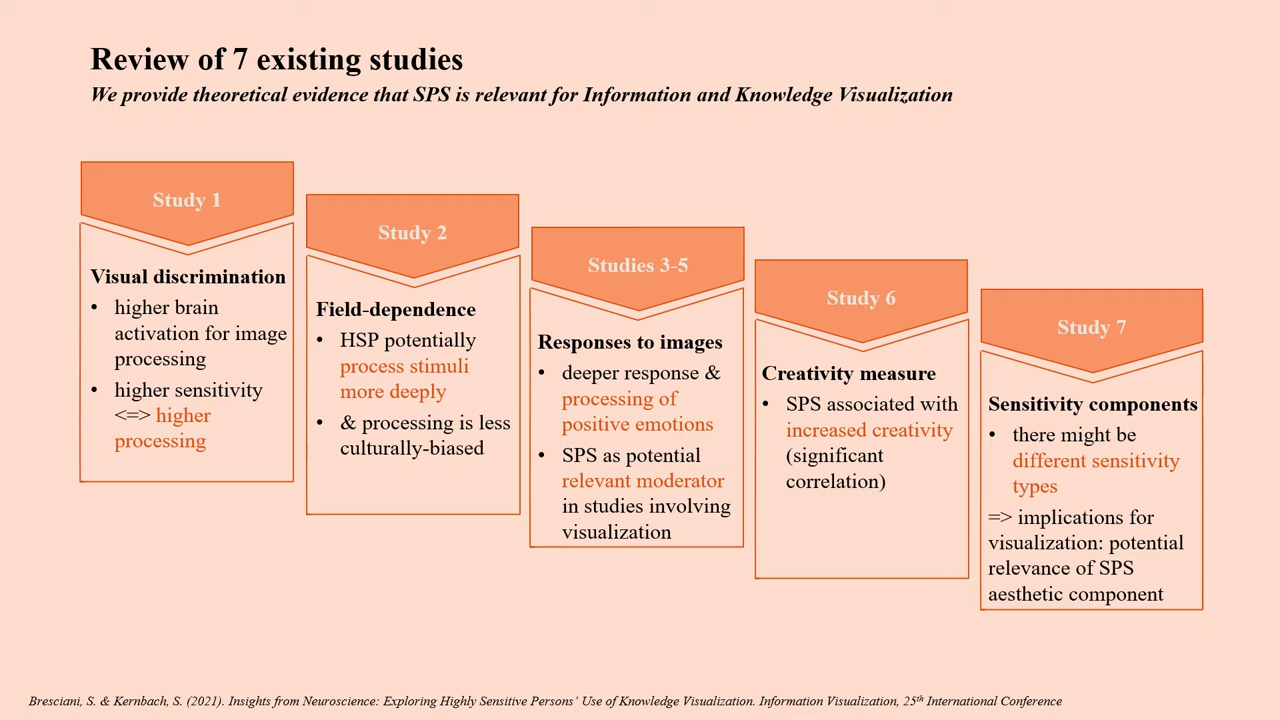 Review of 7 existing studies
We provide theoretical evidence that SPS is relevant for Information and Knowledge Visualization
Study 1
Visual discrimination
• higher brain
activation for image
processing
• higher sensitivity
<=> higher
processing
Study 2
Field-dependence
• HSP potentially
process stimuli
more deeply
• & processing is less
culturally-biased
Studies 3-5
Responses to images
• deeper response &
processing of
positive emotions
• SPS as potential
relevant moderator
in studies involving
visualization
Study 6
Creativity measure
• SPS associated with
increased creativity
(significant
correlation)
Study 7
Sensitivity components
• there might be
different sensitivity
types
=> implications for
visualization: potential
relevance of SPS
aesthetic component
Bresciani, S. & Kernbach, S. (2021). Insights from Neuroscience: Exploring Highly Sensitive Persons’ Use of Knowledge Visualization. Information Visualization, 25th International Conference